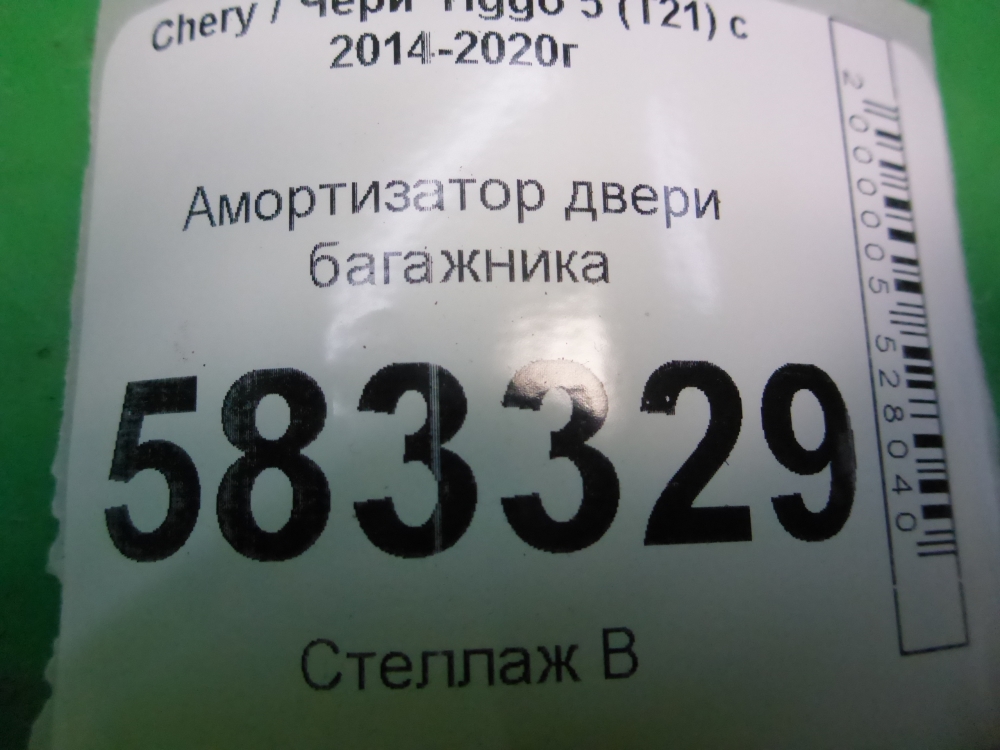 Chery / Чери Tiggo 5 (T21) с
2014-2020г
Амортизатор двери
багажника
583329
Стеллаж В
2000005528040